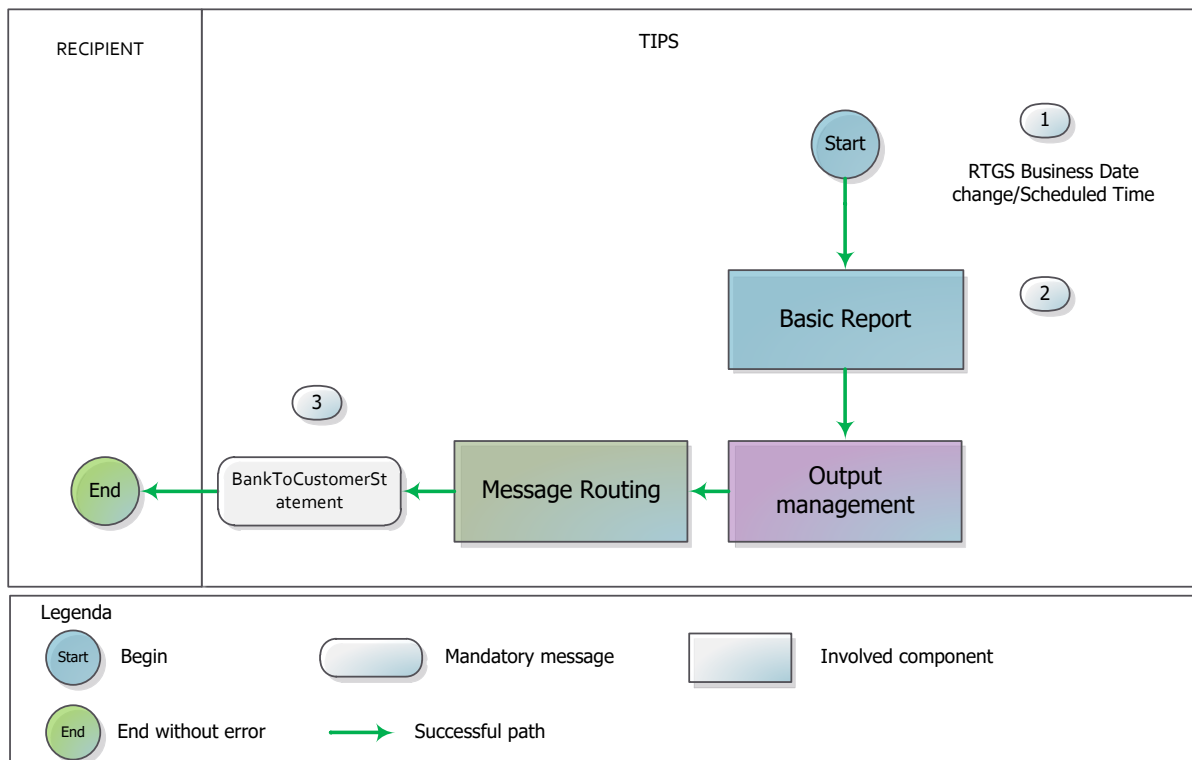 RECIPIENT
TIPS
Start
1
RTGS Business Date
change/Scheduled Time
Basic Report
2
3
End
BankToCustomerSt
atement
Message Routing
Output
management
Legenda
Start
Begin
Mandatory message
Involved component
End
End without error
Successful path